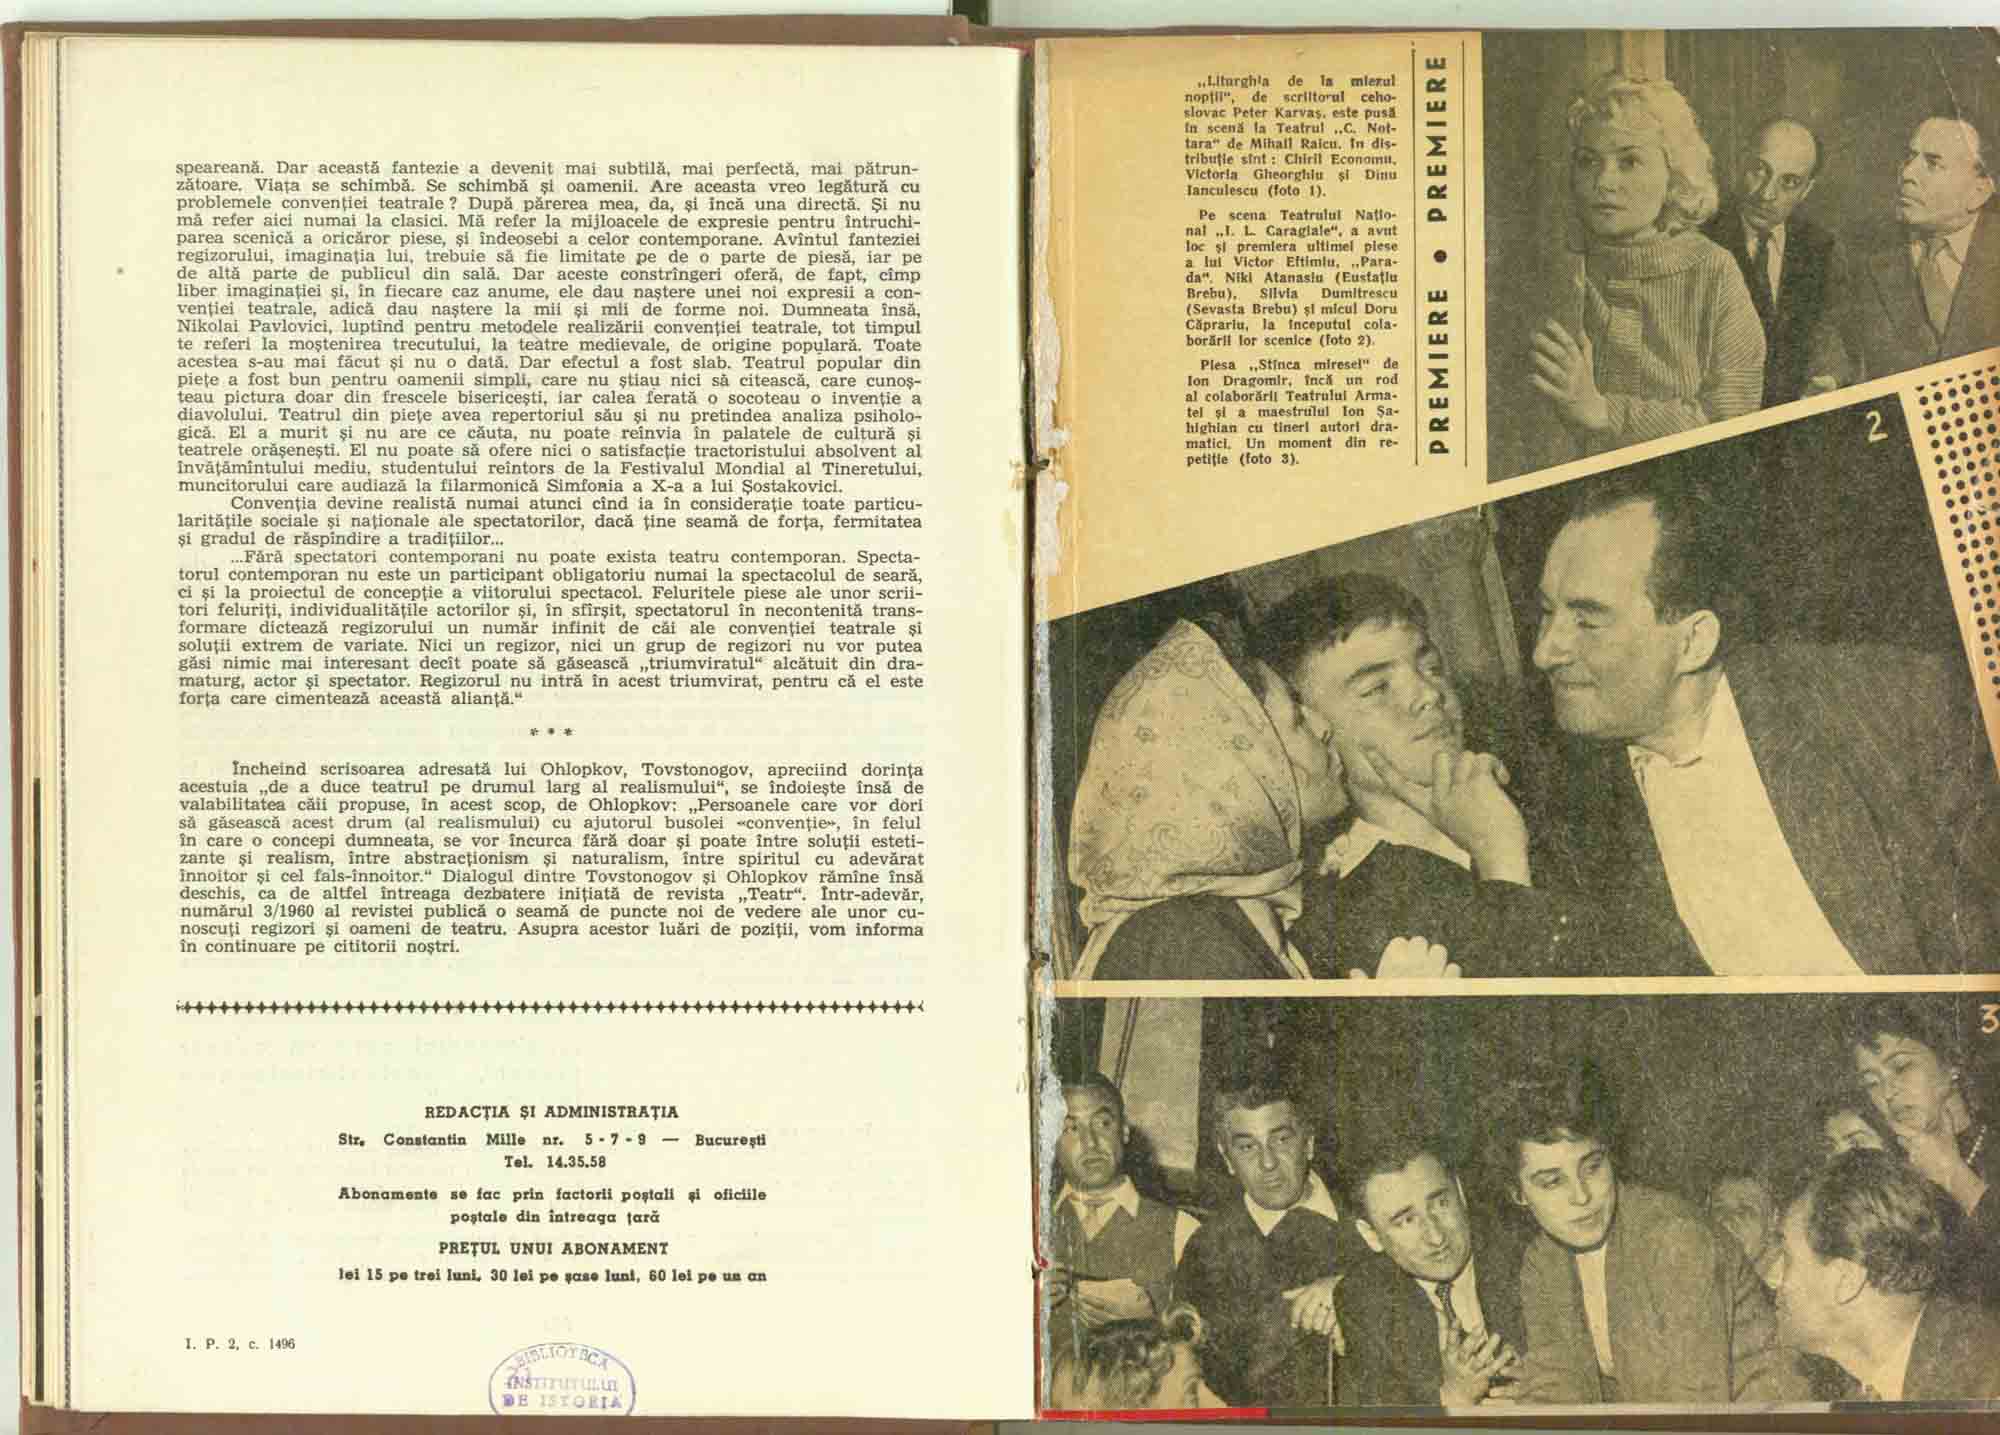 speareană. Dar această fantezie a devenit mai subtilă, mai perfectă, mai pătrun-
zătoare. Viața se schimbă. Se schimbă și oamenii. Are aceasta vreo legătură cu
problemele convenției teatrale ? După părerea mea, da, și încă una directă. Și nu
mă refer aici numai la clasici. Mă refer la mijloacele de expresie pentru întruchi-
parea scenică a oricăror piese, și îndeosebi a celor contemporane. Avîntul fanteziei
regizorului, imaginația lui, trebuie să fie limitate pe de o parte de piesă, iar pe
de altă parte de publicul din sală. Dar aceste constrîngeri oferă, de fapt, cîmp
liber imaginației și, în fiecare caz anume, ele dau naștere unei noi expresii a con-
venției teatrale, adică dau naștere la mii și mii de forme noi. Dumneata însă,
Nikolai Pavlovici, luptînd pentru metodele realizării convenției teatrale, tot timpul
te referi la moștenirea trecutului, la teatre medievale, de origine populară. Toate
acestea s-au mai făcut și nu o dată. Dar efectul a fost slab. Teatrul popular din
piețe a fost bun pentru oamenii simpli, care nu știau nici să citească, care cunoș-
teau pictura doar din frescele bisericești, iar calea ferată o socoteau o invenție a
diavolului. Teatrul din piețe avea repertoriul său și nu pretindea analiza psiholo-
gică. El a murit și nu are ce căuta, nu poate reînvia în palatele de cultură și
teatrele orășenești. El nu poate să ofere nici o satisfacție tractoristului absolvent al
învățămîntului mediu, studentului reîntors de la Festivalul Mondial al Tineretului,
muncitorului care audiază la filarmonică Simfonia a X-a a lui Șostakovici.
Convenția devine realistă numai atunci cînd ia în considerație toate particu-
laritățile sociale și naționale ale spectatorilor, dacă ține seamă de forța, fermitatea
și gradul de răspîndire a tradițiilor...
...Fără spectatori contemporani nu poate exista teatru contemporan. Specta-
torul contemporan nu este un participant obligatoriu numai la spectacolul de seară,
ci și la proiectul de concepție a viitorului spectacol. Feluritele piese ale unor scrii-
tori feluriți, individualitățile actorilor și, în sfîrșit, spectatorul în necontenită trans-
formare dictează regizorului un număr infinit de căi ale convenției teatrale și
soluții extrem de variate. Nici un regizor, nici un grup de regizori nu vor putea
găsi nimic mai interesant decît poate să găsească „triumviratul“ alcătuit din dra-
maturg, actor și spectator. Regizorul nu intră în acest triumvirat, pentru că el este
forța care cimentează această alianță.“
* * *
Încheind scrisoarea adresată lui Ohlopkov, Tovstonogov, apreciind dorința
acestuia „de a duce teatrul pe drumul larg al realismului“, se îndoiește însă de
valabilitatea căii propuse, în acest scop, de Ohlopkov: „Persoanele care vor dori
să găsească acest drum (al realismului) cu ajutorul busolei «convenție», în felul
în care o concepi dumneata, se vor încurca fără doar și poate între soluții esteti-
zante și realism, între abstracționism și naturalism, între spiritul cu adevărat
înnoitor și cel fals-înnoitor.“ Dialogul dintre Tovstonogov și Ohlopkov rămîne însă
deschis, ca de altfel întreaga dezbatere inițiată de revista „Teatr“. Într-adevăr,
numărul 3/1960 al revistei publică o seamă de puncte noi de vedere ale unor cu-
noscuți regizori și oameni de teatru. Asupra acestor luări de poziții, vom informa
în continuare pe cititorii noștri.
REDACȚIA ȘI ADMINISTRAȚIA
Str. Constantin Mille nr. 5 - 7 - 9 — București
Tel. 14.35.58
Abonamente se fac prin factorii poștali și oficiile
poștale din întreaga țară
PREȚUL UNUI ABONAMENT
lei 15 pe trei luni, 30 lei pe șase luni, 60 lei pe un an
I. P. 2, c. 1496
BIBLIOTECA
INSTITUTULUI
DE ISTORIA
„Liturghia de la miezul
nopții“, de scriitorul ceho-
slovac Peter Karvaș, este pusă
în scenă la Teatrul „C. Not-
tara“ de Mihail Raicu. În dis-
tribuție sînt : Chiril Economu,
Victoria Gheorghiu și Dinu
Ianculescu (foto 1).
Pe scena Teatrului Națio-
nal „I. L. Caragiale“, a avut
loc și premiera ultimei piese
a lui Victor Eftimiu, „Para-
da“. Niki Atanasiu (Eustațiu
Brebu), Silvia Dumitrescu
(Sevasta Brebu) și micul Doru
Căprariu, la începutul cola-
borării lor scenice (foto 2).
Piesa „Stînca miresei“ de
Ion Dragomir, încă un rod
al colaborării Teatrului Arma-
tei și a maestrului Ion Șa-
highian cu tineri autori dra-
matici. Un moment din re-
petiție (foto 3).
PREMIERE • PREMIERE
2
3